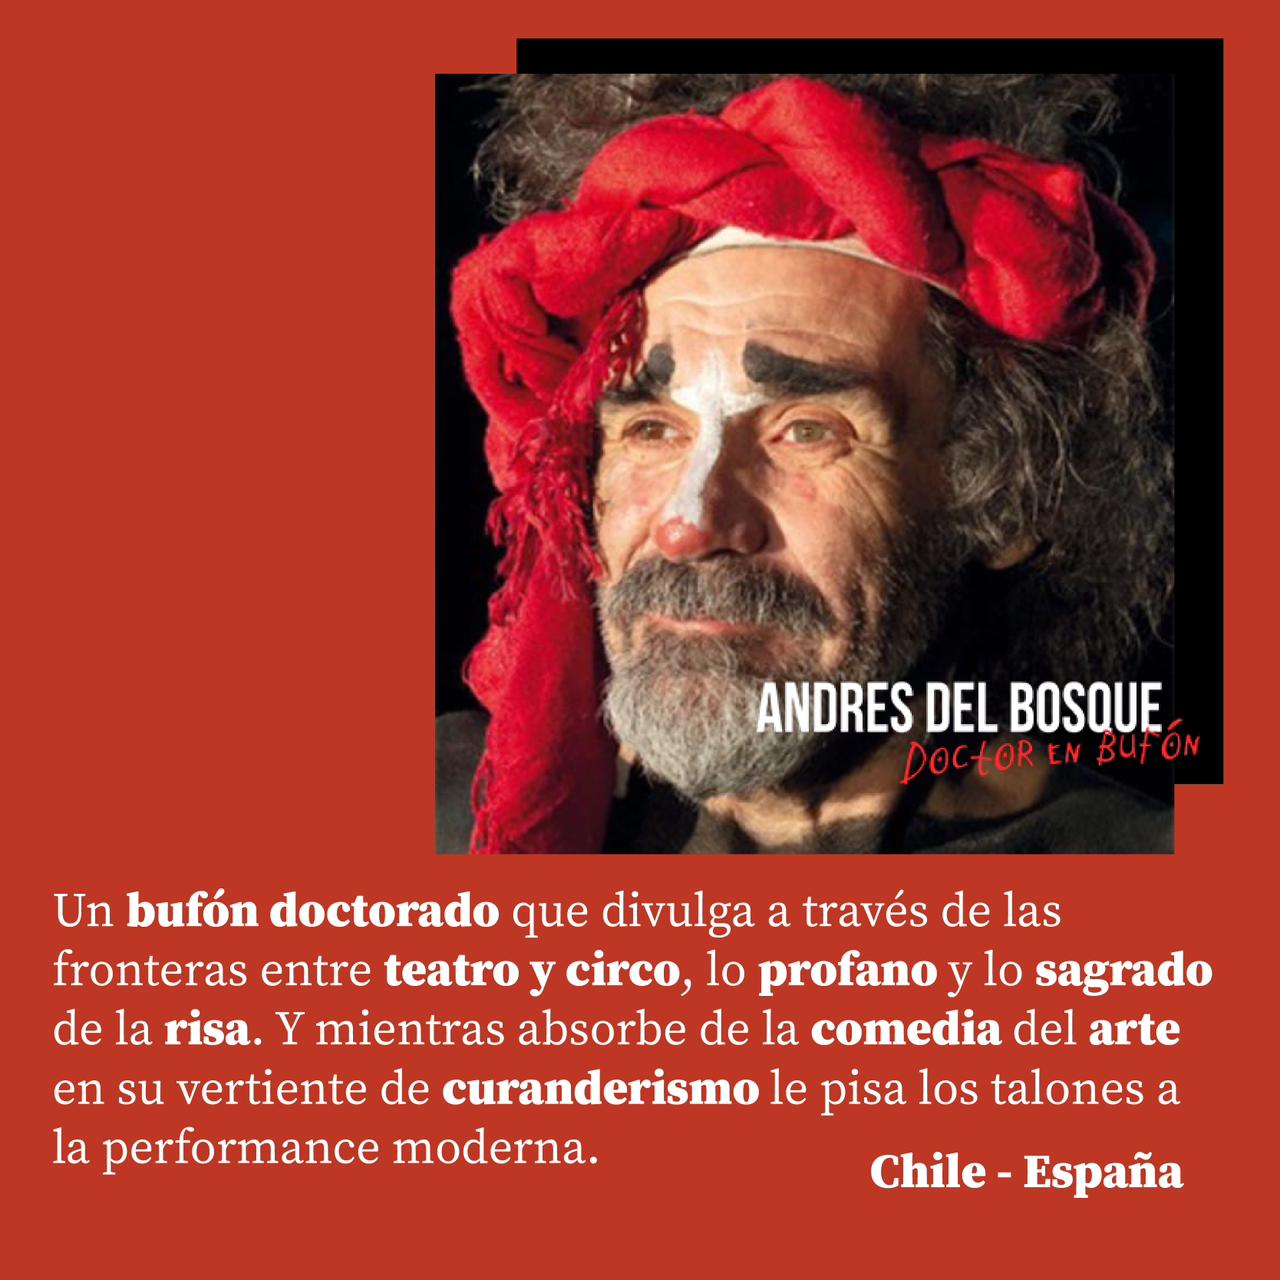 ANDRES DEL BOSQUE
DOCTOR EN BUFÓN
Un bufón doctorado que divulga a través de las
fronteras entre teatro y circo, lo profano y lo sagrado
de la risa. Y mientras absorbe de la comedia del arte
en su vertiente de curanderismo le pisa los talones a
la performance moderna.
Chile - España